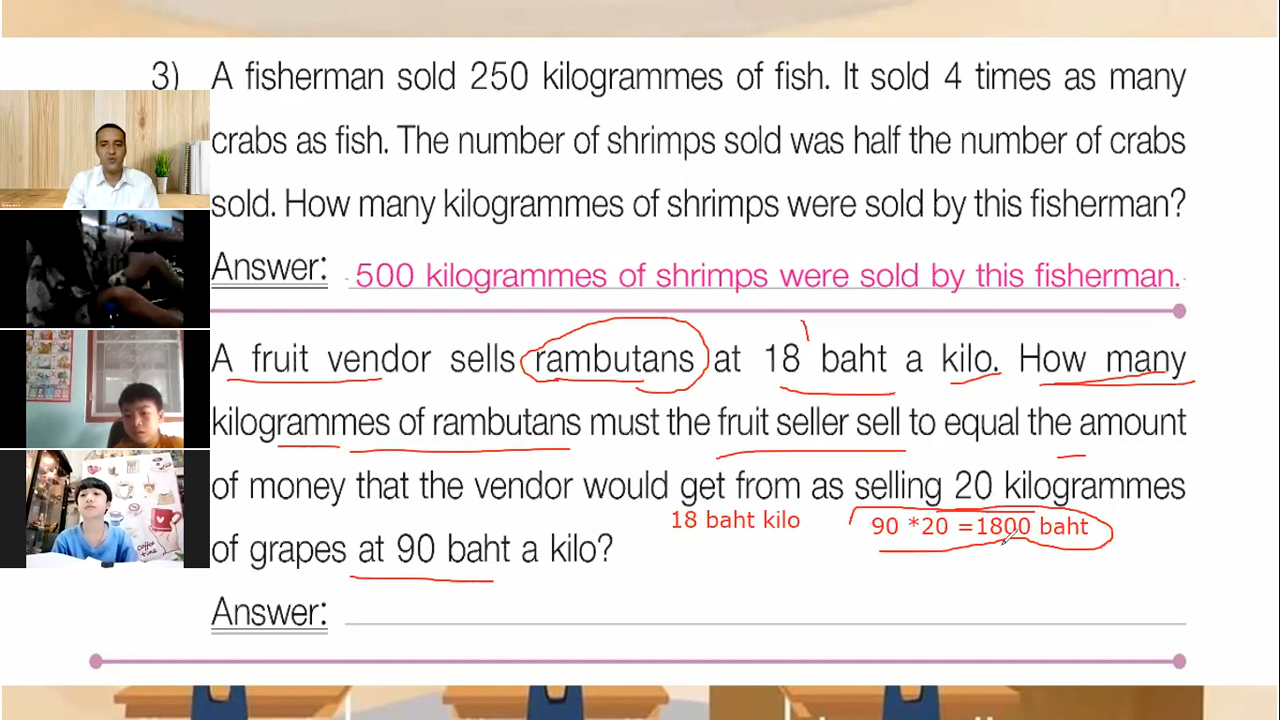 3) A fisherman sold 250 kilogrammes of fish. It sold 4 times as many
crabs as fish. The number of shrimps sold was half the number of crabs
sold. How many kilogrammes of shrimps were sold by this fisherman?
Answer: 500 kilogrammes of shrimps were sold by this fisherman.
A fruit vendor sells rambutans at 18 baht a kilo. How many
kilogrammes of rambutans must the fruit seller sell to equal the amount
of money that the vendor would get from as selling 20 kilogrammes
18 baht kilo 90 *20 =1800 baht
of grapes at 90 baht a kilo?
Answer: